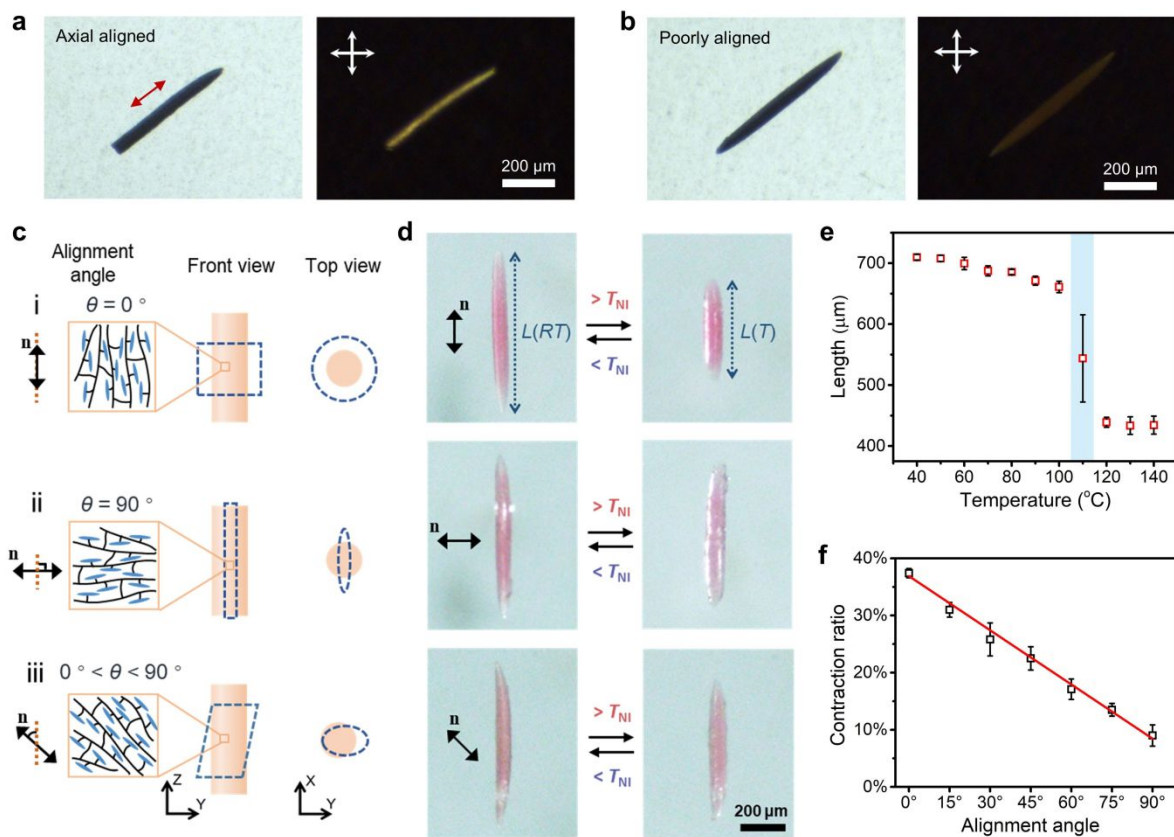 a
Axial aligned
200 µm
b
Poorly aligned
200 µm
c
Alignment angle
Front view
Top view
i
θ = 0 °
n
ii
θ = 90 °
n
iii
0 ° < θ < 90 °
n
Z
Y
X
Y
d
n
L(RT)
> TNI
< TNI
L(T)
n
> TNI
< TNI
n
> TNI
< TNI
200 µm
e
Length (µm)
700
600
500
400
40 60 80 100 120 140
Temperature (°C)
f
Contraction ratio
40%
30%
20%
10%
0%
0° 15° 30° 45° 60° 75° 90°
Alignment angle